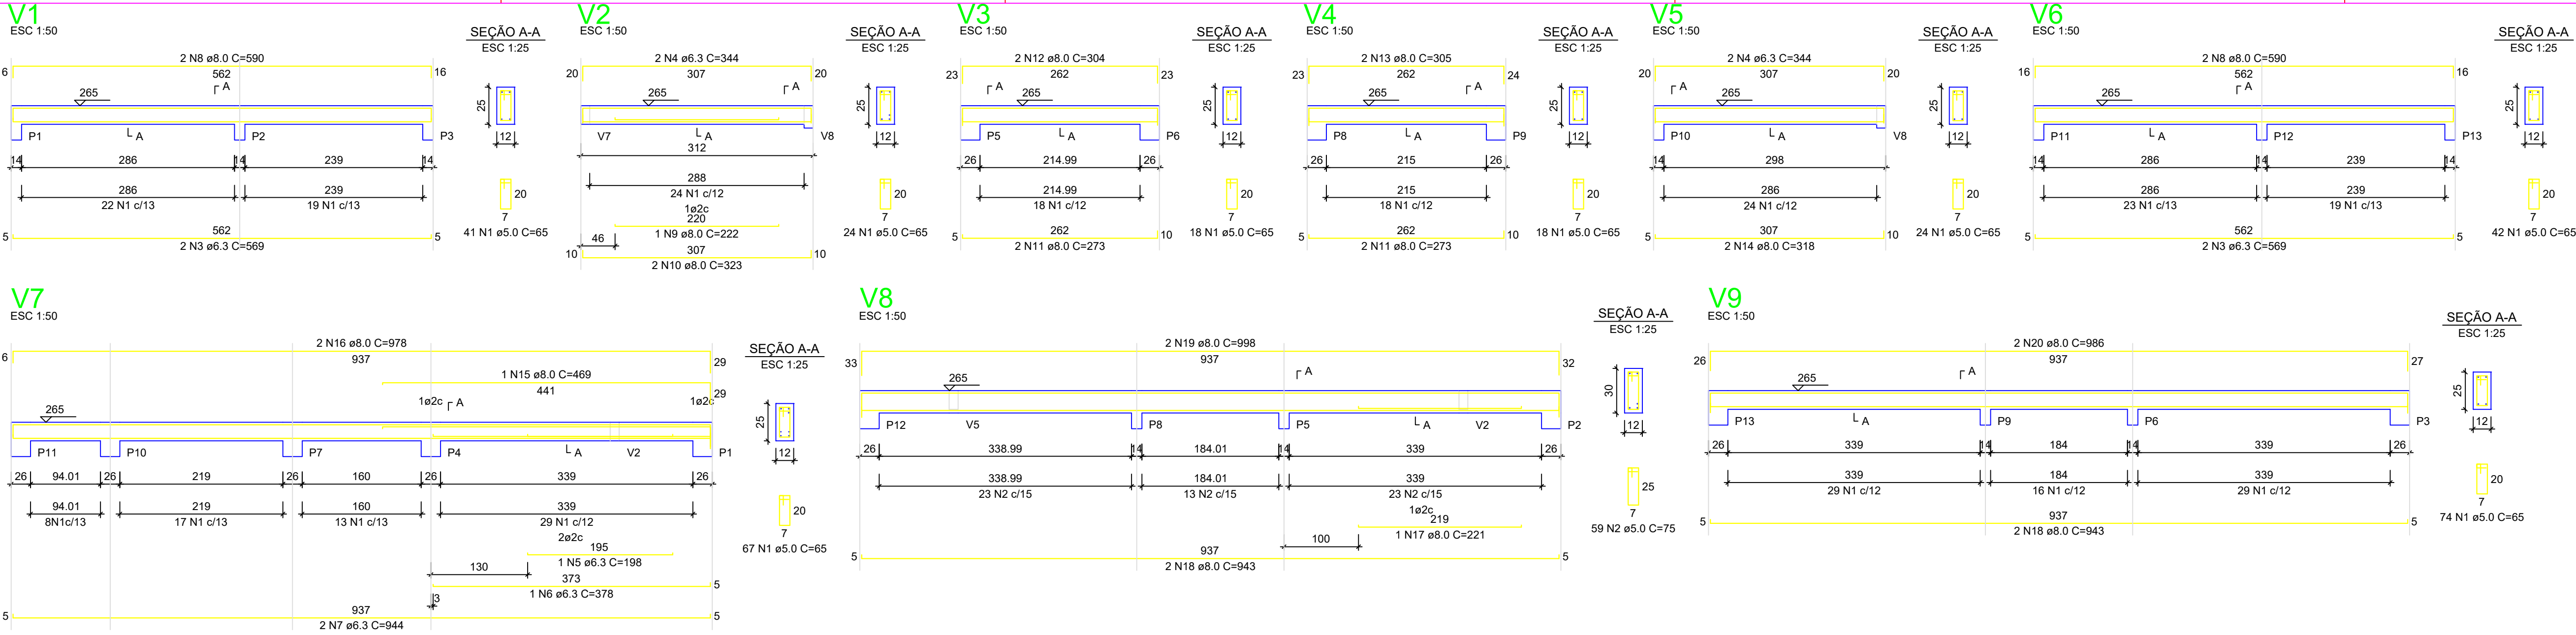 V1
ESC 1:50
SEÇÃO A-A
ESC 1:25
2 N8 ø8.0 C=590
6
562
16
A
265
25
12
P1
A
P2
P3
14
286
14
239
14
286
239
22 N1 c/13
19 N1 c/13
20
7
41 N1 ø5.0 C=65
5
562
5
2 N3 ø6.3 C=569
V2
ESC 1:50
SEÇÃO A-A
ESC 1:25
2 N4 ø6.3 C=344
20
307
20
A
265
25
12
V7
A
V8
312
288
24 N1 c/12
1ø2c
220
1 N9 ø8.0 C=222
46
20
7
24 N1 ø5.0 C=65
10
307
10
2 N10 ø8.0 C=323
V3
ESC 1:50
SEÇÃO A-A
ESC 1:25
2 N12 ø8.0 C=304
23
262
23
A
265
25
12
P5
A
P6
26
214.99
26
214.99
18 N1 c/12
20
7
18 N1 ø5.0 C=65
5
262
10
2 N11 ø8.0 C=273
V4
ESC 1:50
SEÇÃO A-A
ESC 1:25
2 N13 ø8.0 C=305
23
262
24
A
265
25
12
P8
A
P9
26
215
26
215
18 N1 c/12
20
7
18 N1 ø5.0 C=65
5
262
10
2 N11 ø8.0 C=273
V5
ESC 1:50
SEÇÃO A-A
ESC 1:25
2 N4 ø6.3 C=344
20
307
20
A
265
25
12
P10
A
V8
14
298
286
24 N1 c/12
20
7
24 N1 ø5.0 C=65
5
307
10
2 N14 ø8.0 C=318
V6
ESC 1:50
SEÇÃO A-A
ESC 1:25
2 N8 ø8.0 C=590
16
562
16
A
265
25
12
P11
A
P12
P13
14
286
14
239
14
286
239
23 N1 c/13
19 N1 c/13
20
7
42 N1 ø5.0 C=65
5
562
5
2 N3 ø6.3 C=569
V7
ESC 1:50
SEÇÃO A-A
ESC 1:25
2 N16 ø8.0 C=978
6
937
29
1 N15 ø8.0 C=469
441
29
1ø2c
A
1ø2c
265
25
12
P11
P10
P7
P4
A
V2
P1
26
94.01
26
219
26
160
26
339
26
94.01
219
160
339
8N1c/13
17 N1 c/13
13 N1 c/13
29 N1 c/12
20
7
67 N1 ø5.0 C=65
2ø2c
195
1 N5 ø6.3 C=198
130
373
5
1 N6 ø6.3 C=378
3
5
937
5
2 N7 ø6.3 C=944
V8
ESC 1:50
SEÇÃO A-A
ESC 1:25
2 N19 ø8.0 C=998
33
937
32
A
265
30
12
P12
V5
P8
P5
A
V2
P2
26
338.99
14
184.01
14
339
26
338.99
184.01
339
23 N2 c/15
13 N2 c/15
23 N2 c/15
25
7
59 N2 ø5.0 C=75
1ø2c
219
1 N17 ø8.0 C=221
100
5
937
5
2 N18 ø8.0 C=943
V9
ESC 1:50
SEÇÃO A-A
ESC 1:25
2 N20 ø8.0 C=986
26
937
27
A
265
25
12
P13
A
P9
P6
P3
26
339
14
184
14
339
26
339
184
339
29 N1 c/12
16 N1 c/12
29 N1 c/12
20
7
74 N1 ø5.0 C=65
5
937
5
2 N18 ø8.0 C=943